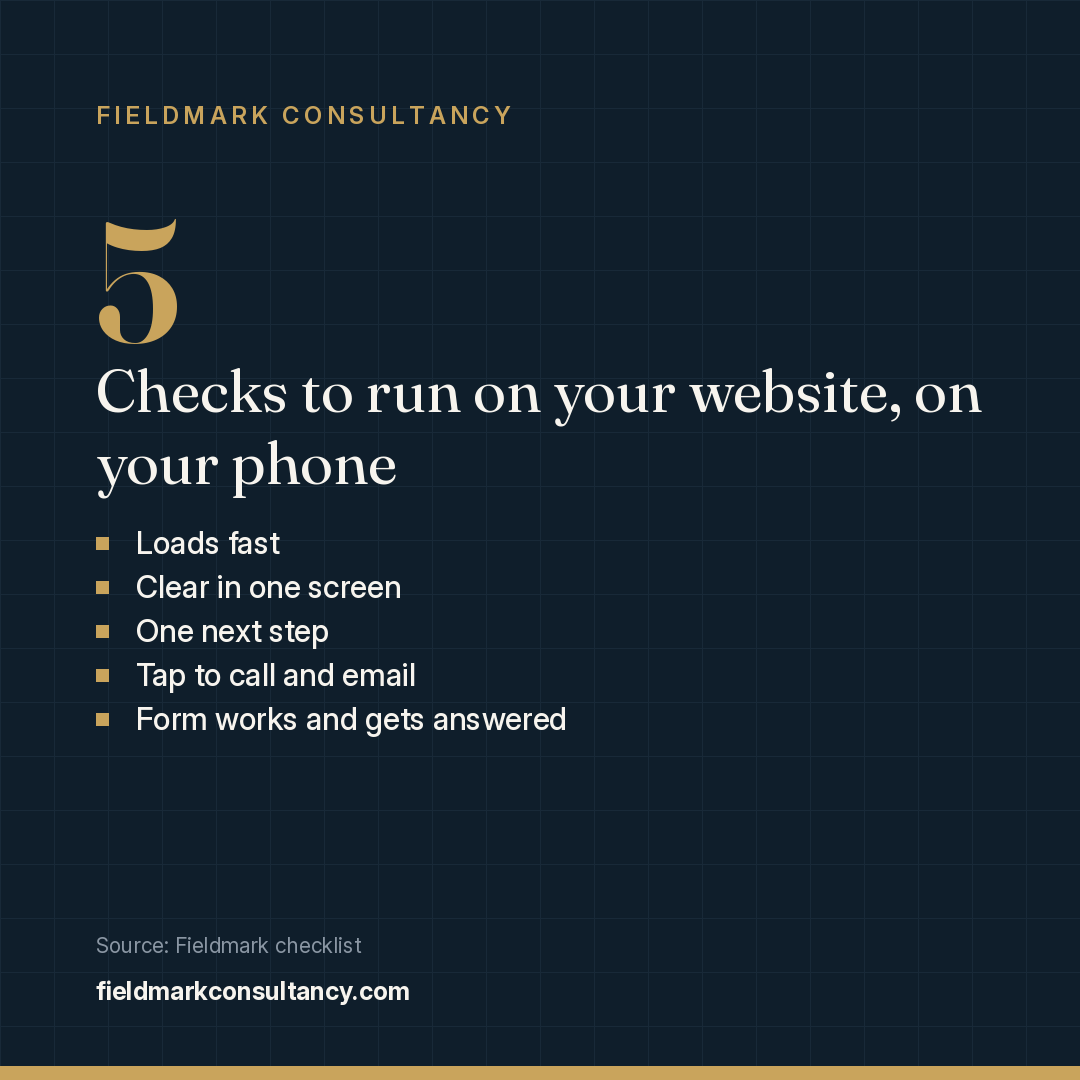 FIELDMARK CONSULTANCY
5
Checks to run on your website, on
your phone
Loads fast
Clear in one screen
One next step
Tap to call and email
Form works and gets answered
Source: Fieldmark checklist
fieldmarkconsultancy.com